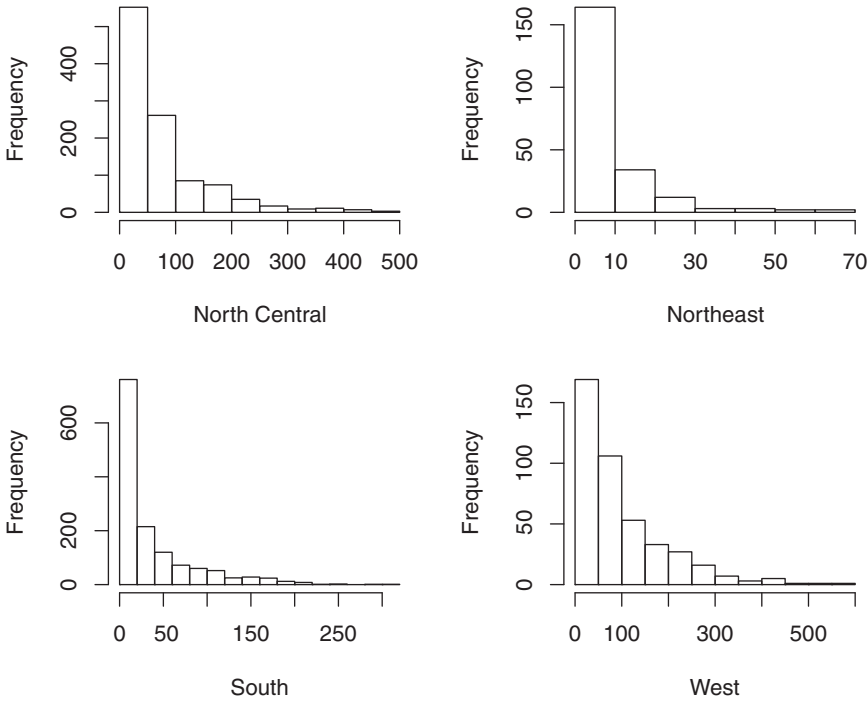 Frequency
0 200 400
0 100 200 300 400 500
North Central
Frequency
0 50 100 150
0 10 30 50 70
Northeast
Frequency
0 200 600
0 50 150 250
South
Frequency
0 50 100 150
0 100 300 500
West